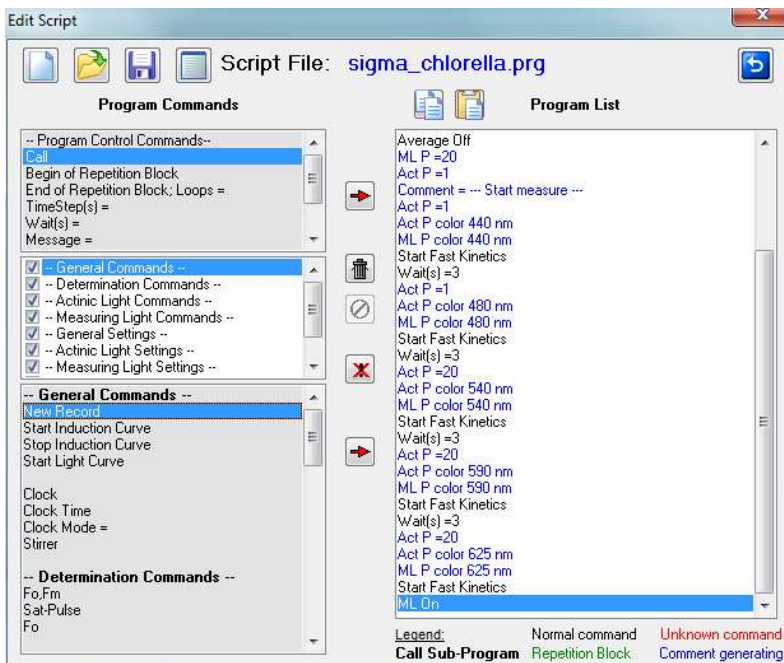 Edit Script
Script File: sigma_chlorella.prg
Program Commands
-- Program Control Commands--
Call
Begin of Repetition Block
End of Repetition Block; Loops =
TimeStep(s) =
Wait(s) =
Message =
-- General Commands --
-- Determination Commands --
-- Actinic Light Commands --
-- Measuring Light Commands --
-- General Settings --
-- Actinic Light Settings --
-- Measuring Light Settings --
-- General Commands --
New Record
Start Induction Curve
Stop Induction Curve
Start Light Curve
Clock
Clock Time
Clock Mode =
Stirrer
-- Determination Commands --
Fo,Fm
Sat-Pulse
Fo
Program List
Average Off
ML P =20
Act P =1
Comment = --- Start measure ---
Act P =1
Act P color 440 nm
ML P color 440 nm
Start Fast Kinetics
Wait(s) =3
Act P =1
Act P color 480 nm
ML P color 480 nm
Start Fast Kinetics
Wait(s) =3
Act P =20
Act P color 540 nm
ML P color 540 nm
Start Fast Kinetics
Wait(s) =3
Act P =20
Act P color 590 nm
ML P color 590 nm
Start Fast Kinetics
Wait(s) =3
Act P =20
Act P color 625 nm
ML P color 625 nm
Start Fast Kinetics
ML On
Legend: Normal command Unknown command
Call Sub-Program Repetition Block Comment generating